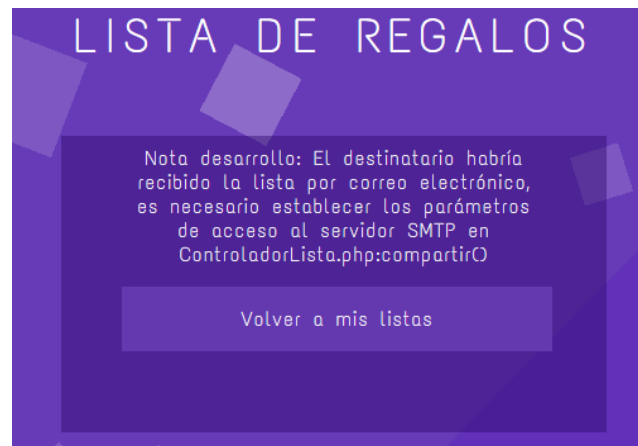 LISTA DE REGALOS
Nota desarrollo: El destinatario habría
recibido la lista por correo electrónico,
es necesario establecer los parámetros
de acceso al servidor SMTP en
ControladorLista.php:compartir()
Volver a mis listas